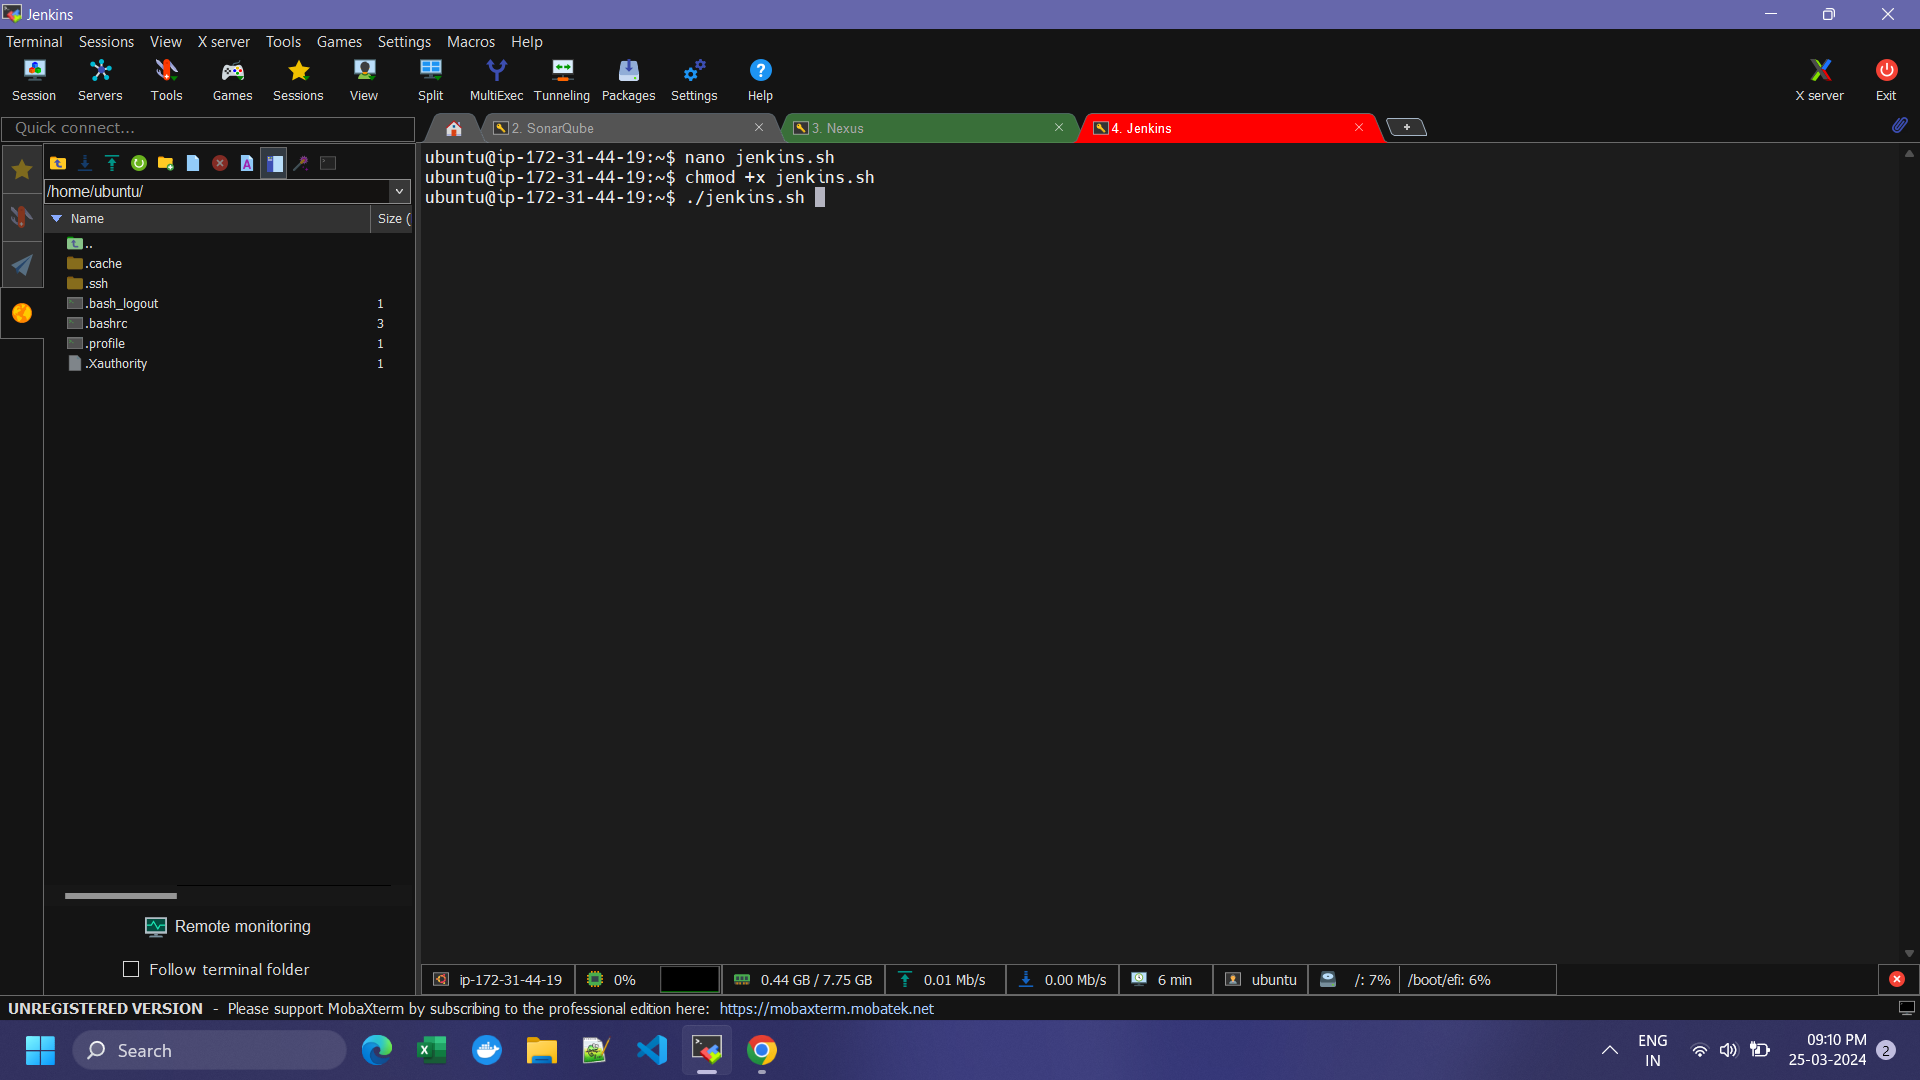 Jenkins
Terminal Sessions View X server Tools Games Settings Macros Help
Session Servers Tools Games Sessions View Split MultiExec Tunneling Packages Settings Help X server Exit
Quick connect...
2. SonarQube
3. Nexus
4. Jenkins
/home/ubuntu/
Name Size (
..
.cache
.ssh
.bash_logout 1
.bashrc 3
.profile 1
.Xauthority 1
Remote monitoring
Follow terminal folder
ubuntu@ip-172-31-44-19:~$ nano jenkins.sh
ubuntu@ip-172-31-44-19:~$ chmod +x jenkins.sh
ubuntu@ip-172-31-44-19:~$ ./jenkins.sh
ip-172-31-44-19 0% 0.44 GB / 7.75 GB 0.01 Mb/s 0.00 Mb/s 6 min ubuntu /: 7% /boot/efi: 6%
UNREGISTERED VERSION - Please support MobaXterm by subscribing to the professional edition here: https://mobaxterm.mobatek.net
Search
ENG
IN
09:10 PM
25-03-2024
2